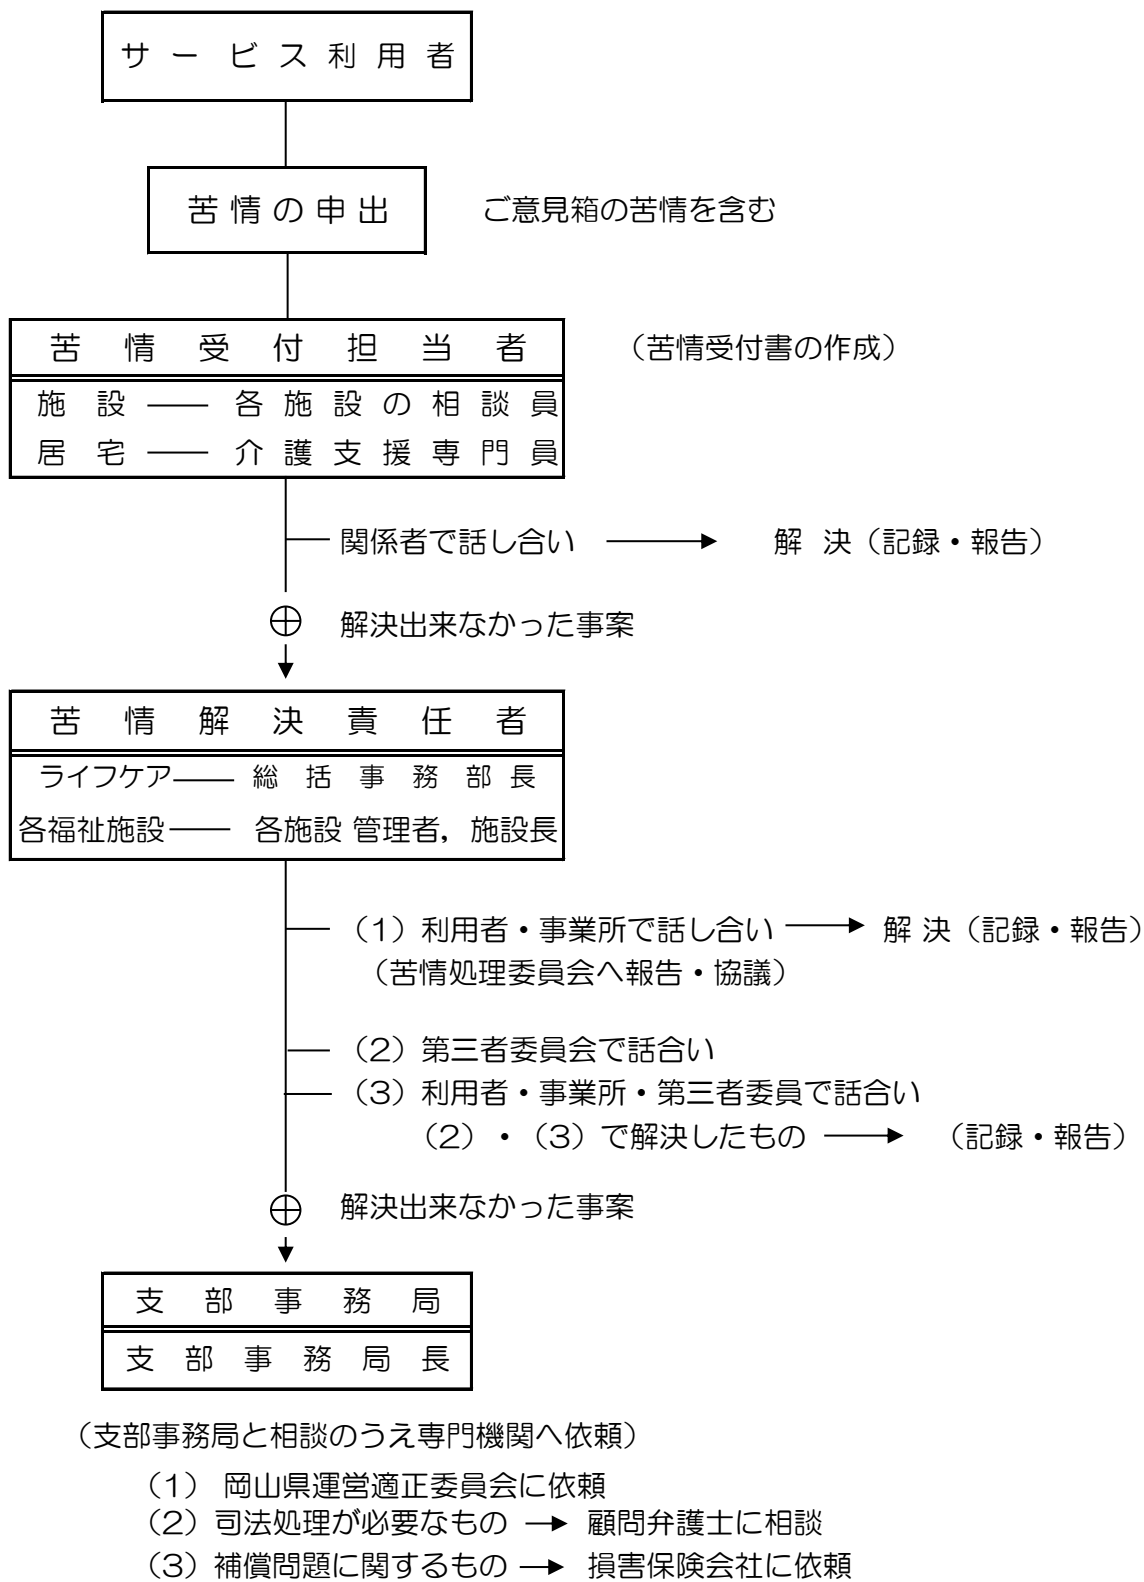 サービス利用者
苦情の申出　ご意見箱の苦情を含む
苦情受付担当者　（苦情受付書の作成）
施設 ―― 各施設の相談員
居宅 ―― 介護支援専門員
関係者で話し合い → 解決（記録・報告）
解決出来なかった事案
苦情解決責任者
ライフケア ―― 総括事務部長
各福祉施設 ―― 各施設 管理者，施設長
（1）利用者・事業所で話し合い → 解決（記録・報告）
（苦情処理委員会へ報告・協議）
（2）第三者委員会で話合い
（3）利用者・事業所・第三者委員で話合い
（2）・（3）で解決したもの → （記録・報告）
解決出来なかった事案
支部事務局
支部事務局長
（支部事務局と相談のうえ専門機関へ依頼）
（1） 岡山県運営適正委員会に依頼
（2）司法処理が必要なもの → 顧問弁護士に相談
（3）補償問題に関するもの → 損害保険会社に依頼